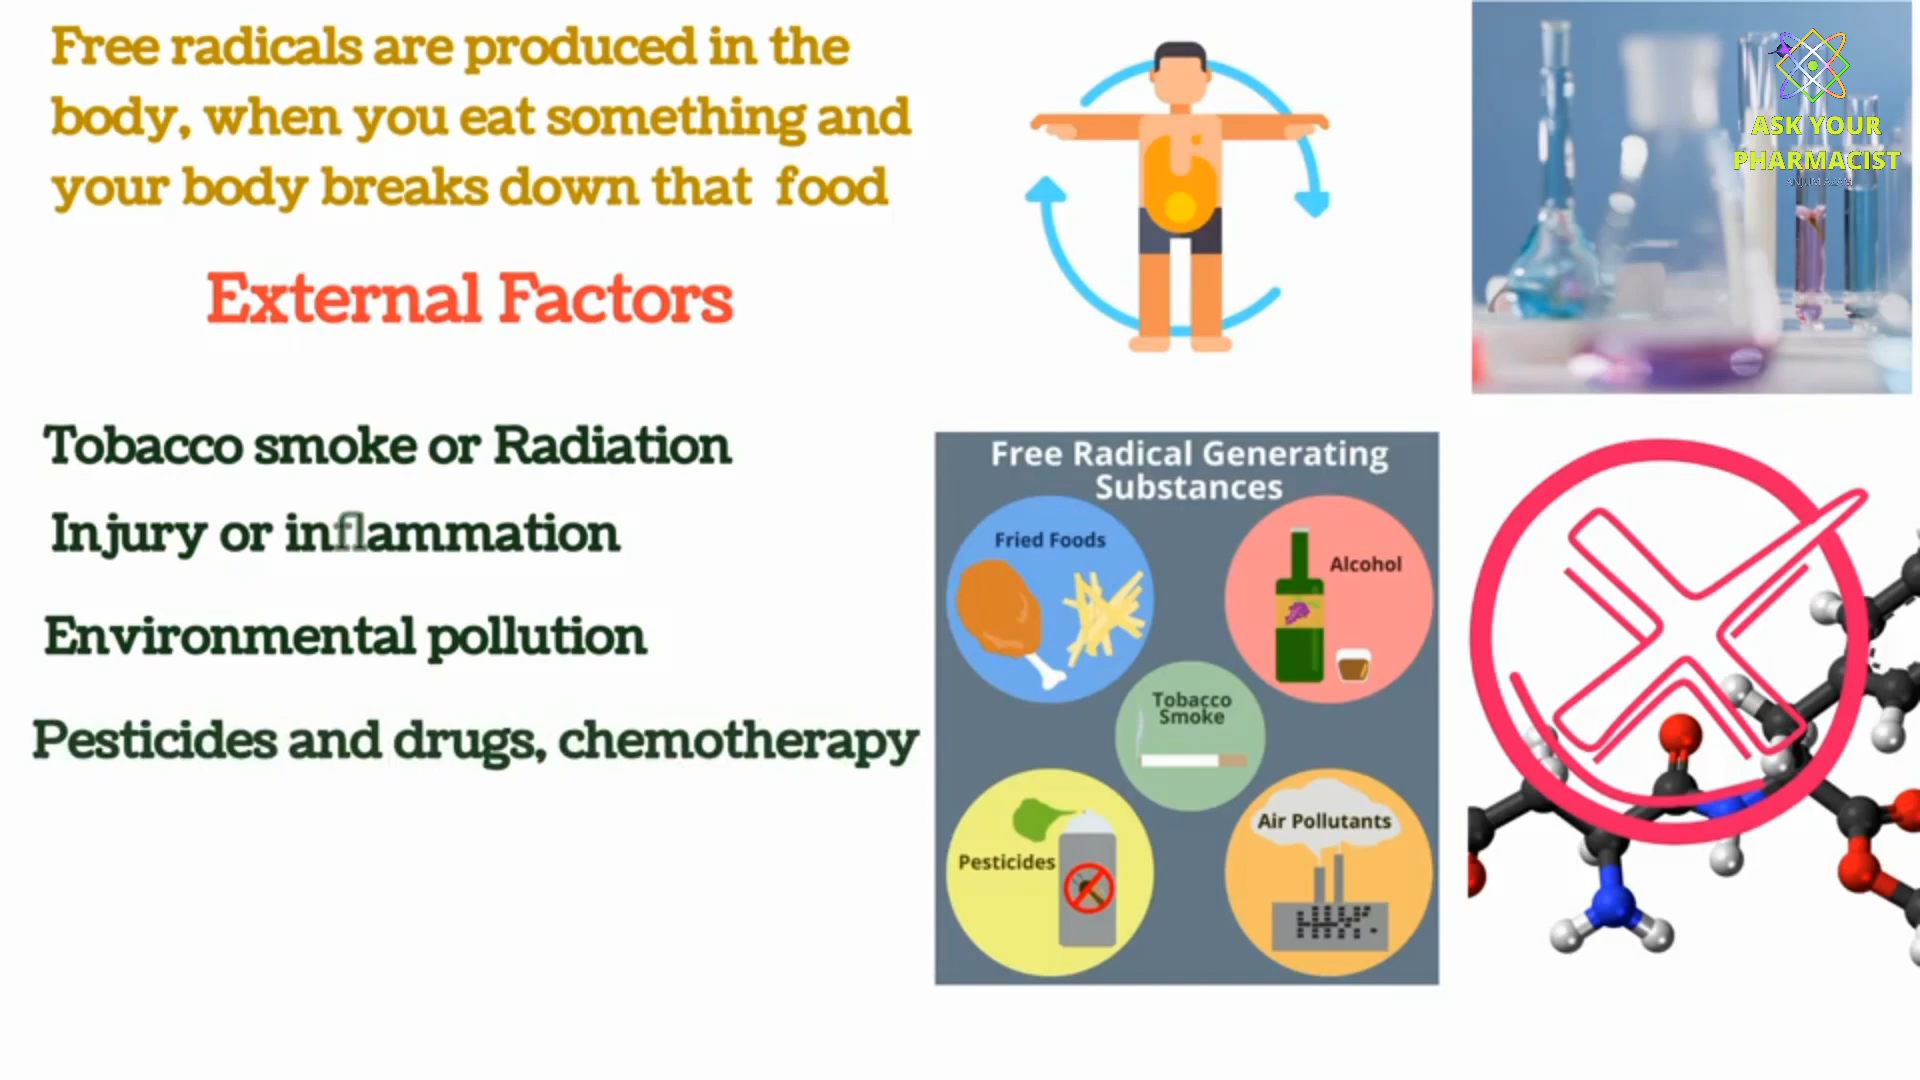 Free radicals are produced in the
body, when you eat something and
your body breaks down that food
External Factors
Tobacco smoke or Radiation
Injury or inflammation
Environmental pollution
Pesticides and drugs, chemotherapy
Free Radical Generating
Substances
Fried Foods
Alcohol
Tobacco
Smoke
Pesticides
Air Pollutants
ASK YOUR
PHARMACIST